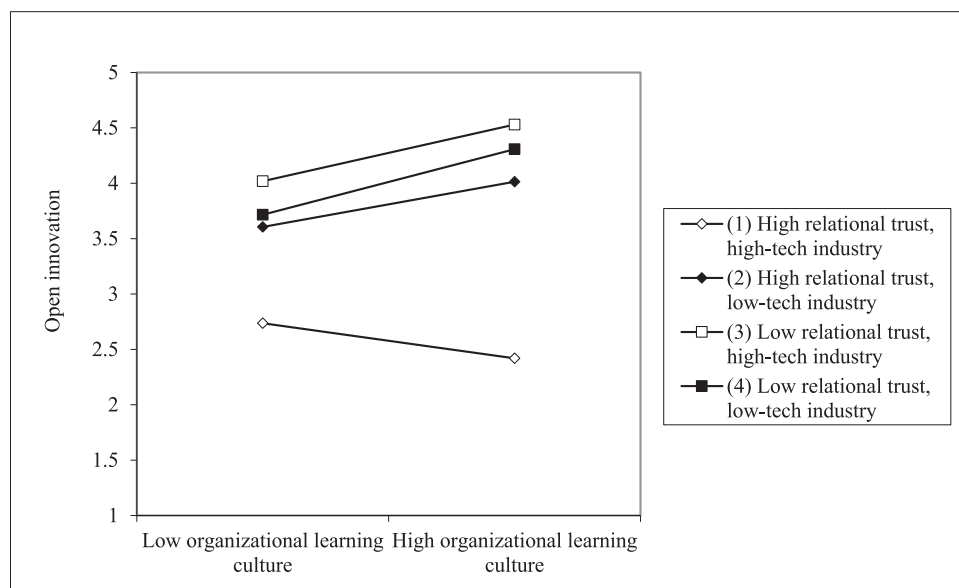 5
4.5
4
3.5
3
2.5
2
1.5
1
Open innovation
Low organizational learning
culture
High organizational learning
culture
(1) High relational trust,
high-tech industry
(2) High relational trust,
low-tech industry
(3) Low relational trust,
high-tech industry
(4) Low relational trust,
low-tech industry